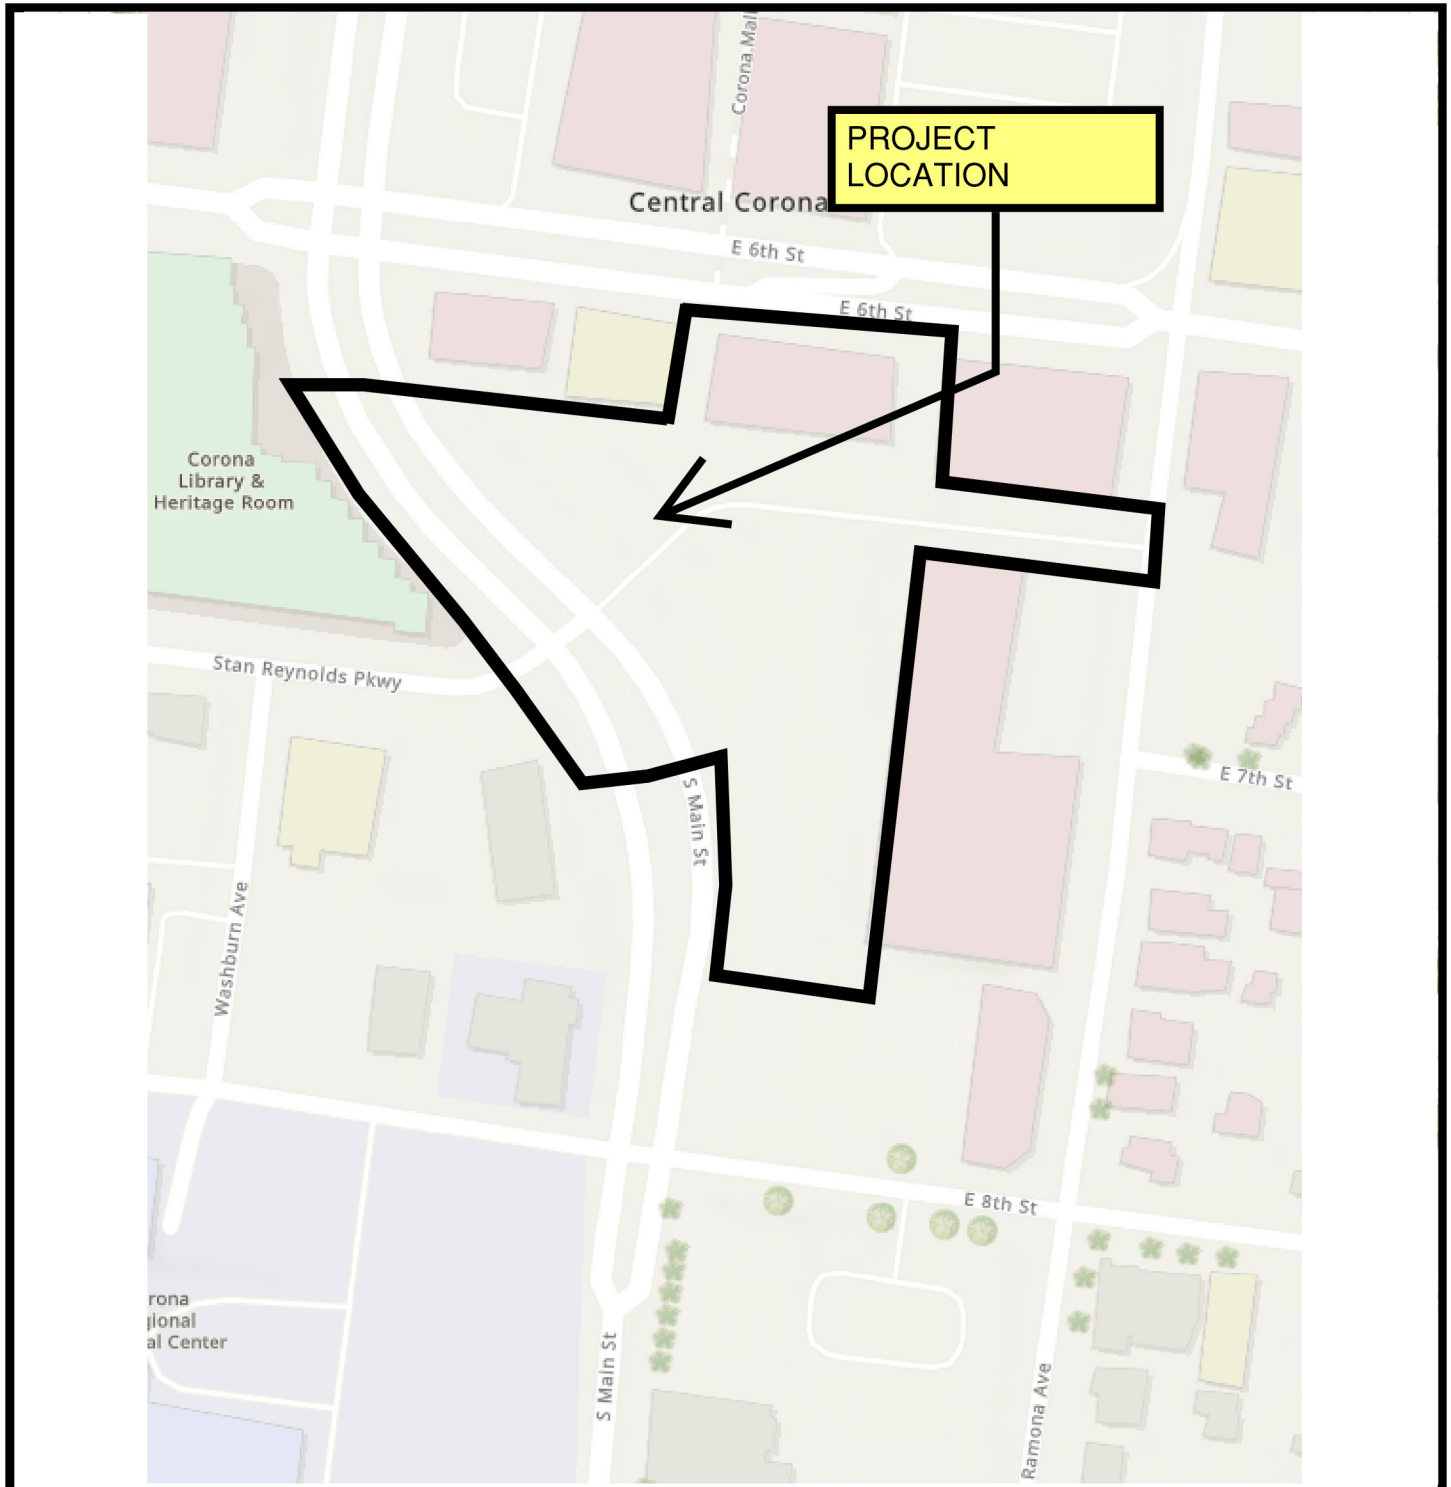 Corona Mall
PROJECT
LOCATION
Central Corona
E 6th St
E 6th St
Corona
Library &
Heritage Room
Stan Reynolds Pkwy
E 7th St
S Main St
Washburn Ave
E 8th St
rona
gional
al Center
S Main St
Ramona Ave